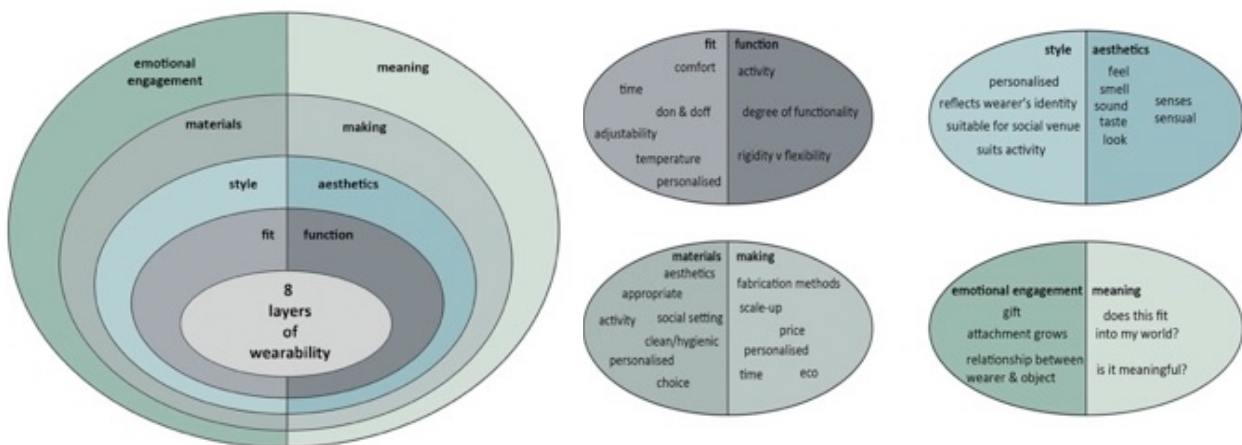 emotional
engagement
meaning
materials
making
style
aesthetics
fit
function
8
layers
of
wearability
fit
function
comfort
activity
time
don & doff
degree of functionality
adjustability
temperature
rigidity v flexibility
personalised
style
aesthetics
personalised
reflects wearer's identity
suitable for social venue
suits activity
feel
smell
sound
taste
look
senses
sensual
materials
making
aesthetics
appropriate
activity
social setting
clean/hygienic
personalised
choice
fabrication methods
scale-up
price
personalised
time
eco
emotional engagement
meaning
gift
attachment grows
relationship between
wearer & object
does this fit
into my world?
is it meaningful?